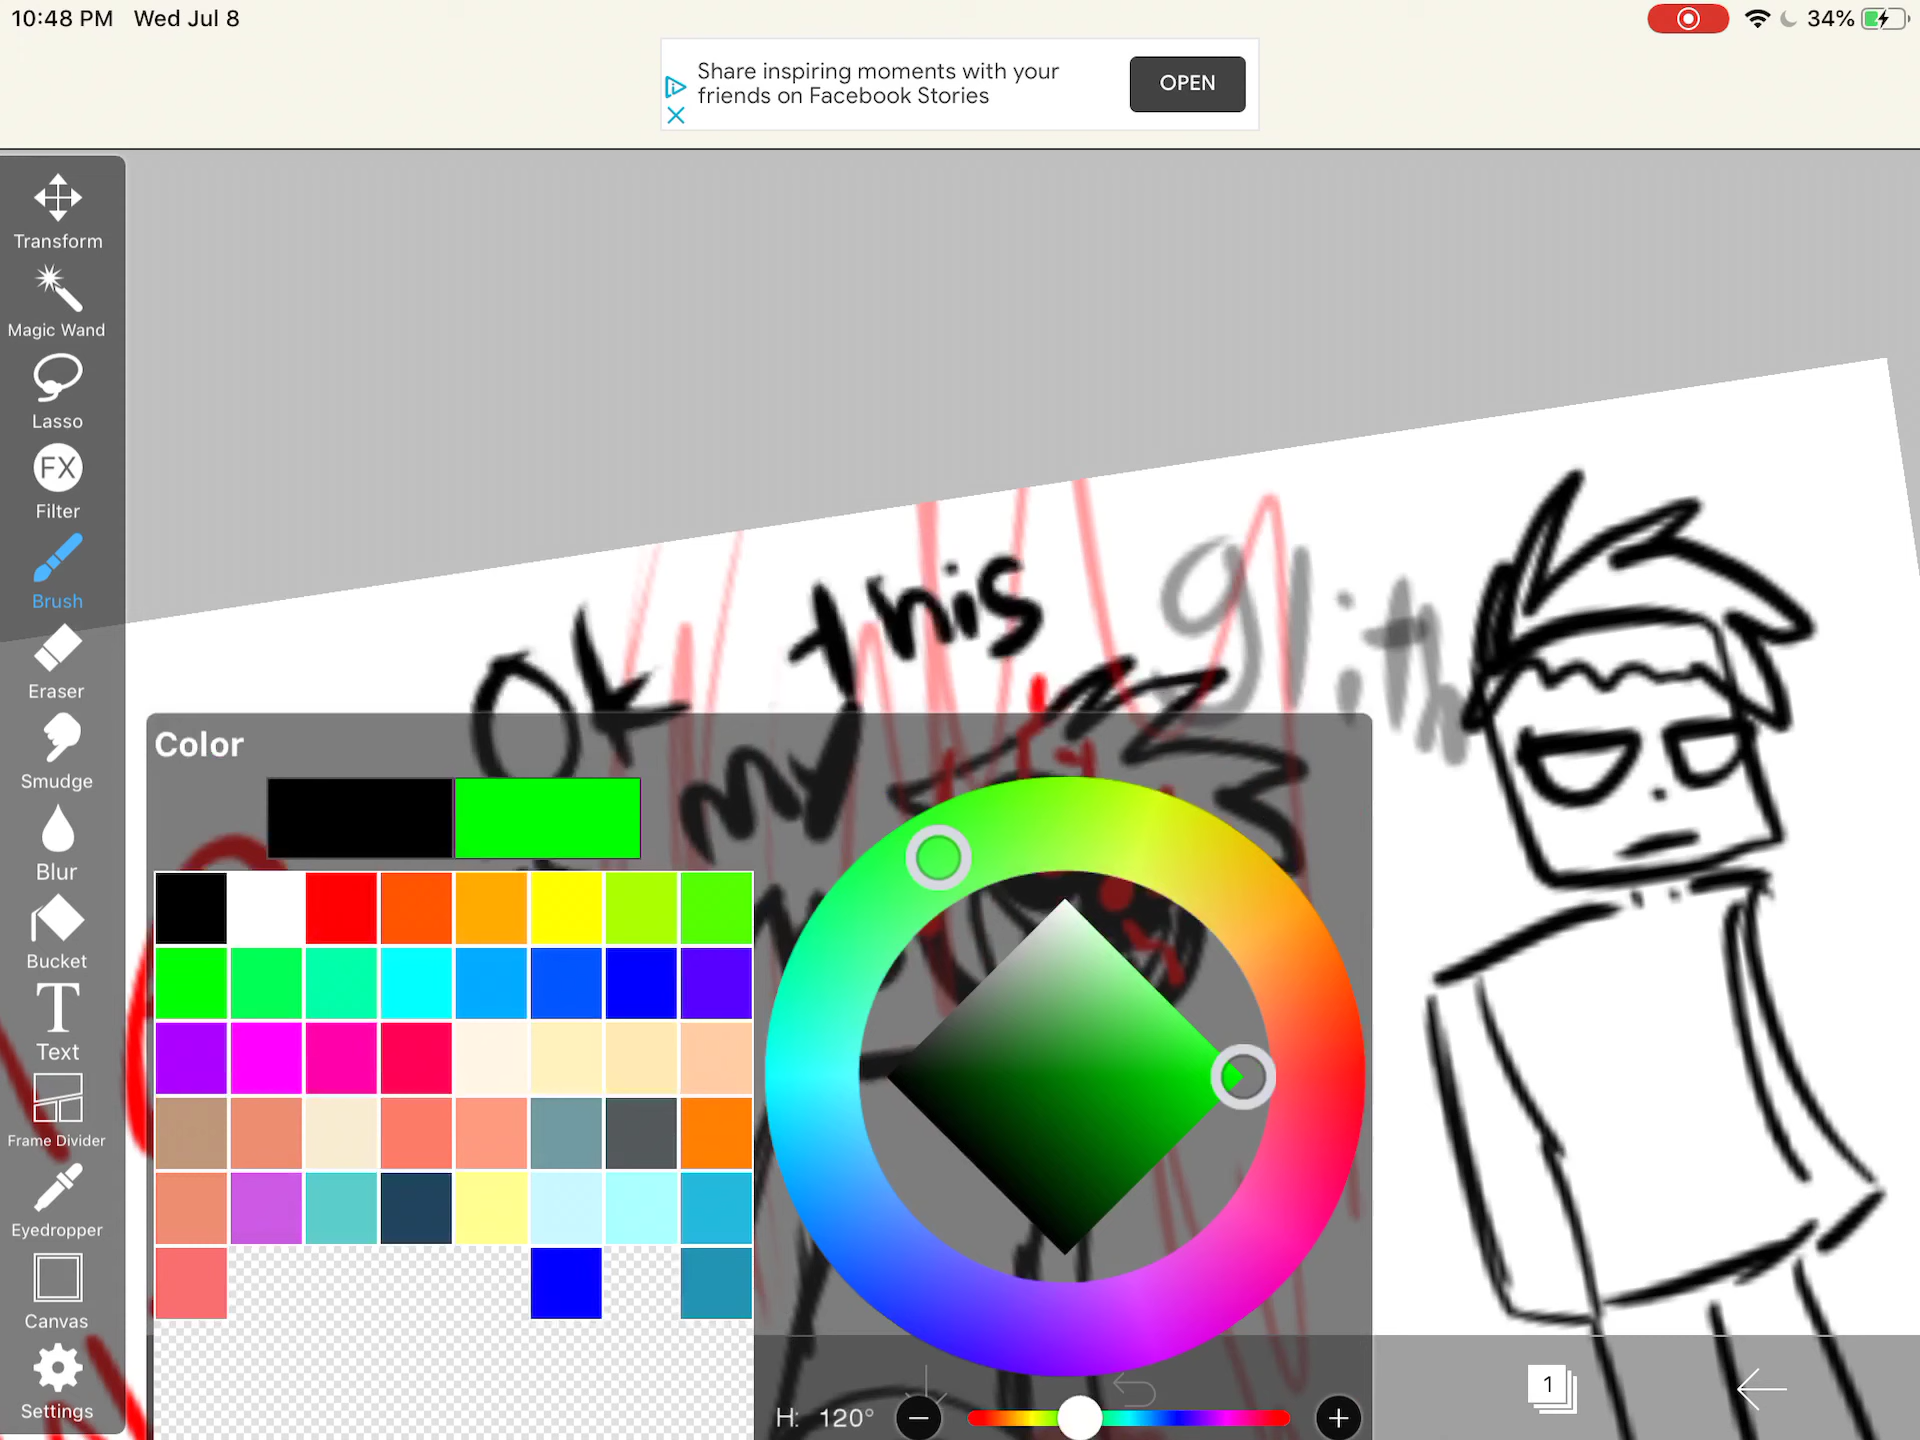 10:48 PM Wed Jul 8
34%
Share inspiring moments with your
friends on Facebook Stories
OPEN
Transform
Magic Wand
Lasso
FX
Filter
Brush
Eraser
Smudge
Blur
Bucket
T
Text
Frame Divider
Eyedropper
Canvas
Settings
Ok this glith
my
Color
H: 120°
1